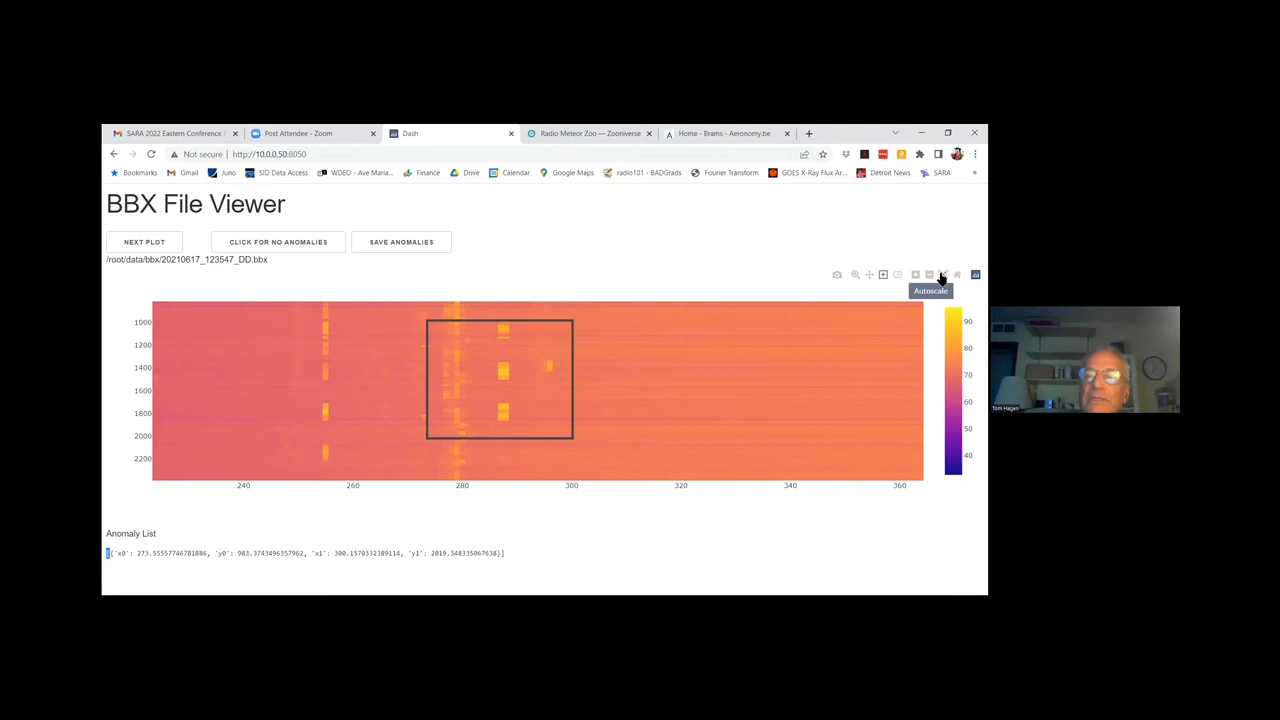 SARA 2022 Eastern Conference
Post Attendee - Zoom
Dash
Radio Meteor Zoo — Zooniverse
Home - Brams - Aeronomy.be
Not secure
http://10.0.0.50:8050
Bookmarks
Gmail
Juno
SID Data Access
WDEO - Ave Maria...
Finance
Drive
Calendar
Google Maps
radio101 - BADGrads
Fourier Transform
GOES X-Ray Flux Ar...
Detroit News
SARA
»
BBX File Viewer
NEXT PLOT
CLICK FOR NO ANOMALIES
SAVE ANOMALIES
/root/data/bbx/20210617_123547_DD.bbx
Autoscale
1000
1200
1400
1600
1800
2000
2200
240
260
280
300
320
340
360
90
80
70
60
50
40
Tom Hagen
Anomaly List
[{'x0': 273.55557746781886, 'y0': 983.3743496357962, 'x1': 300.1570332389114, 'y1': 2019.348335067638}]